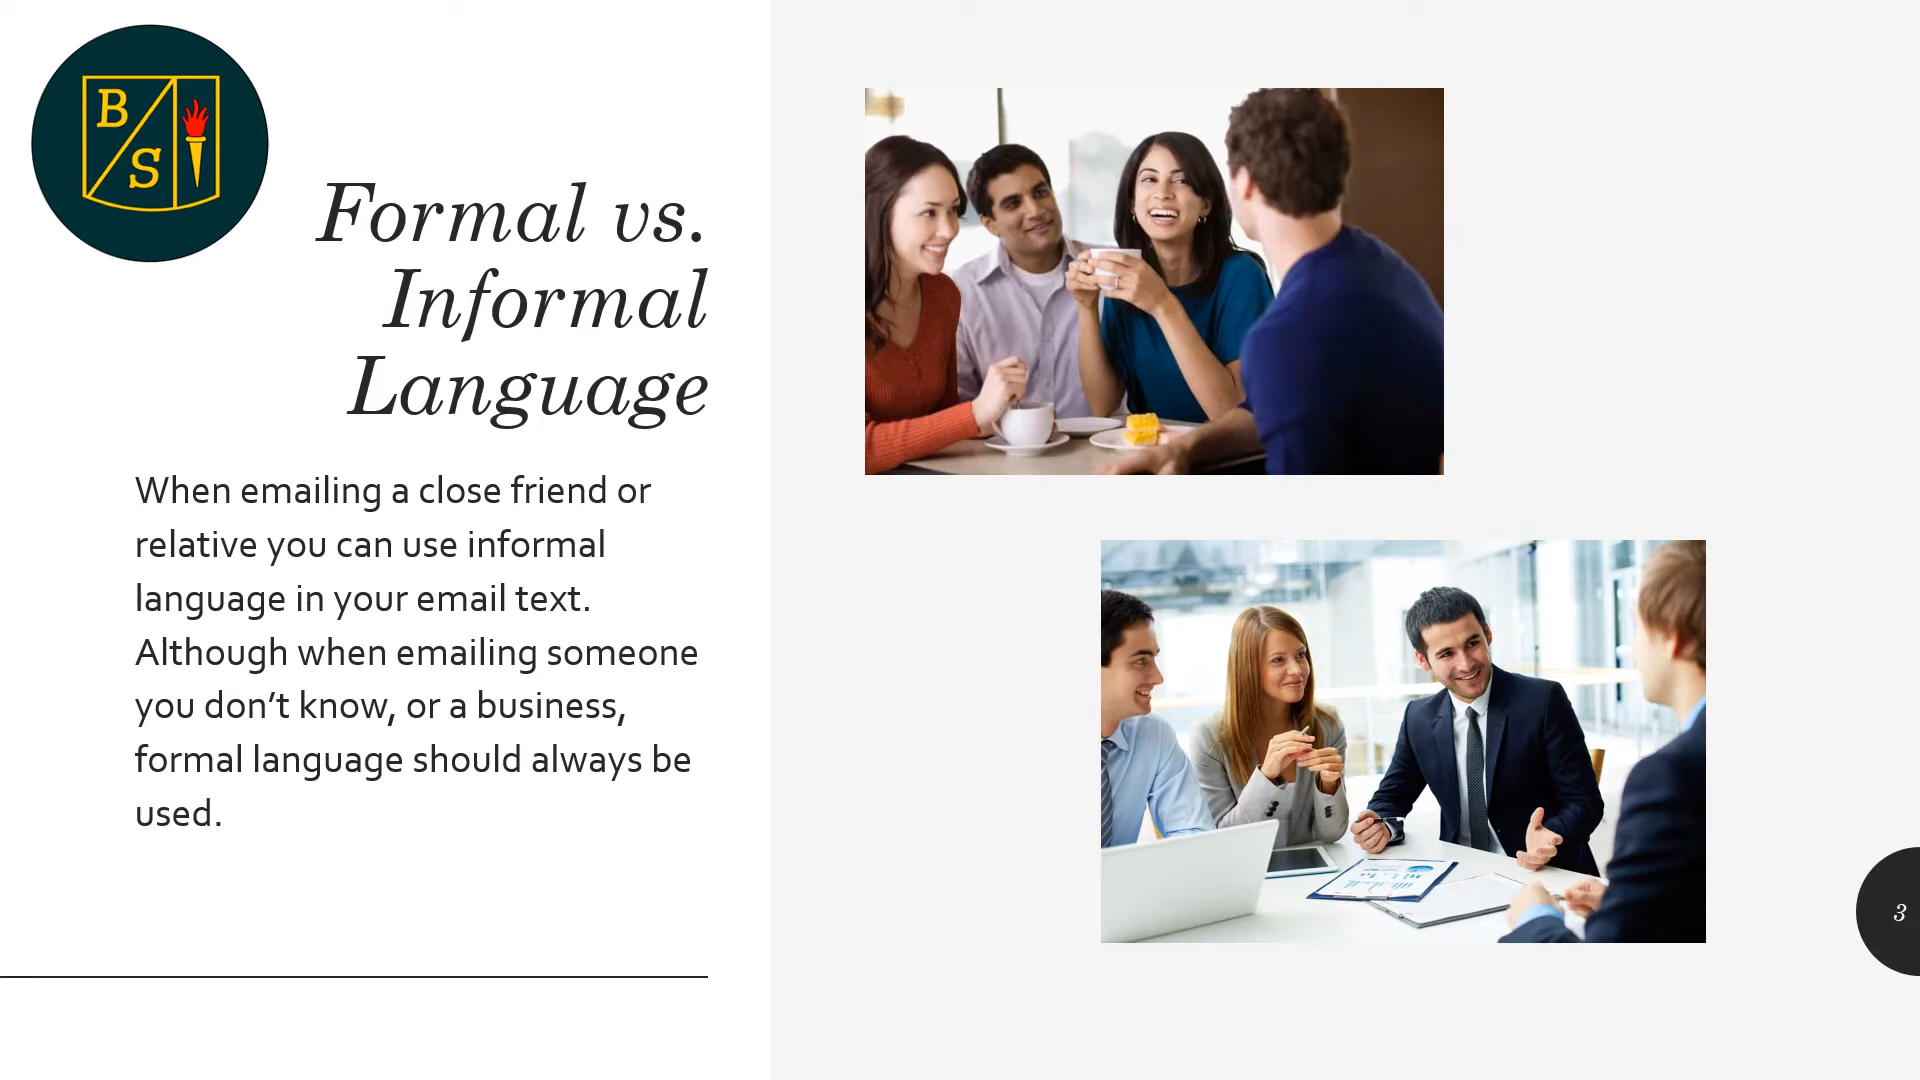 B
S
Formal vs.
Informal
Language
When emailing a close friend or
relative you can use informal
language in your email text.
Although when emailing someone
you don’t know, or a business,
formal language should always be
used.
3